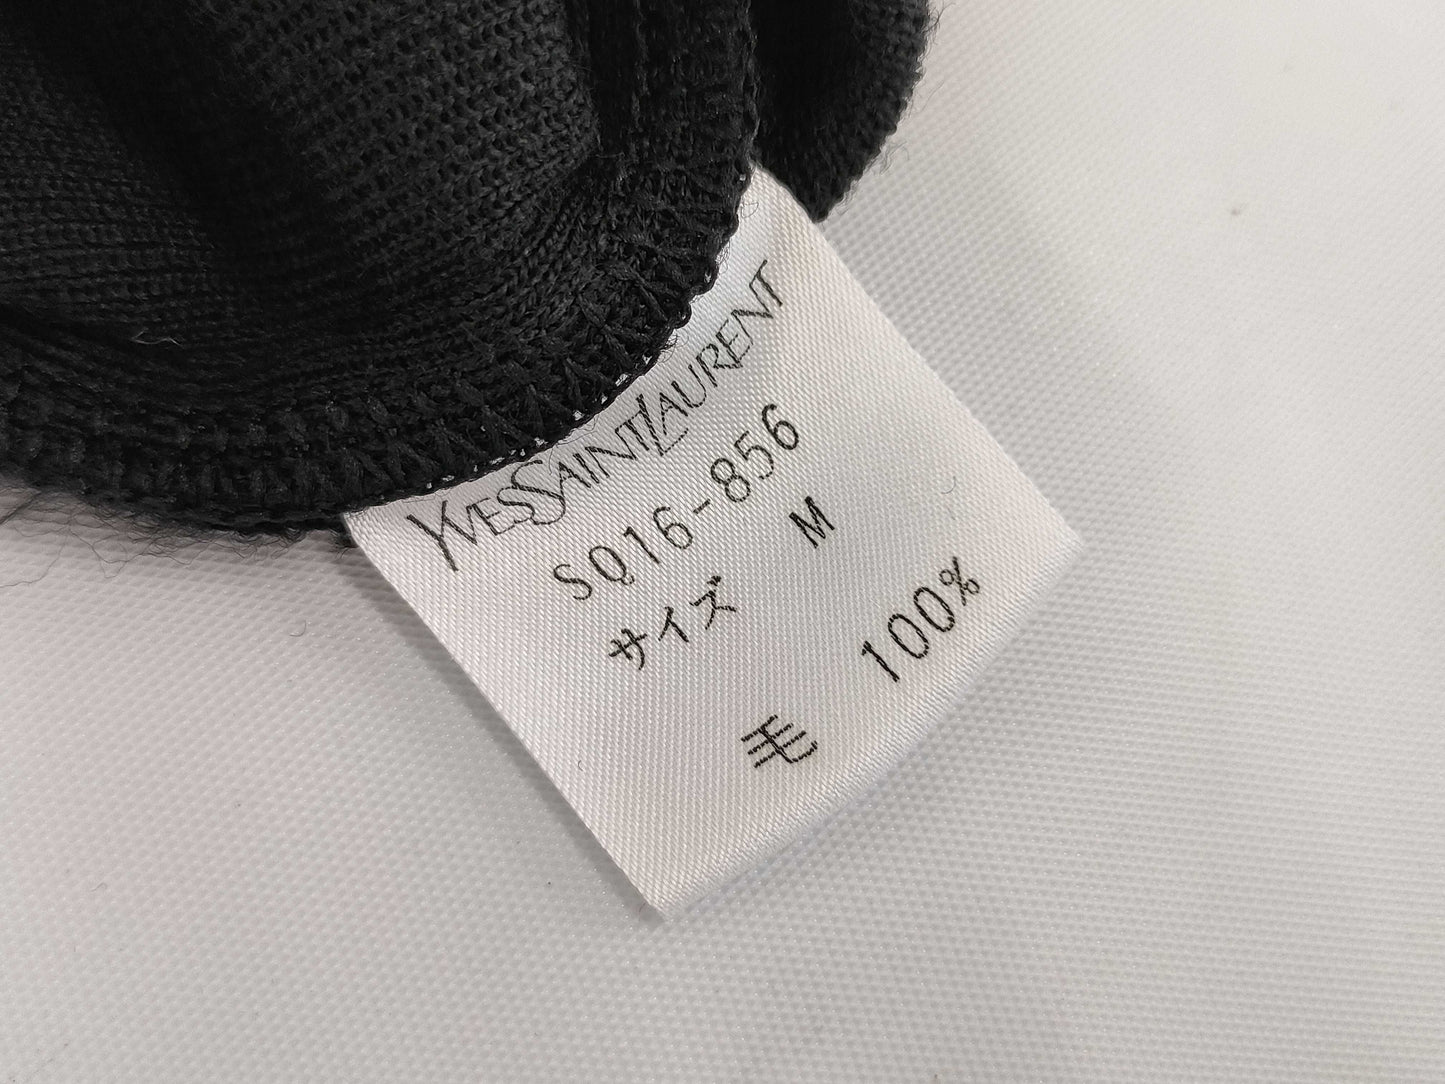 YVESSAINTLAURENT
SQ16-856
サイズ M
毛 100%